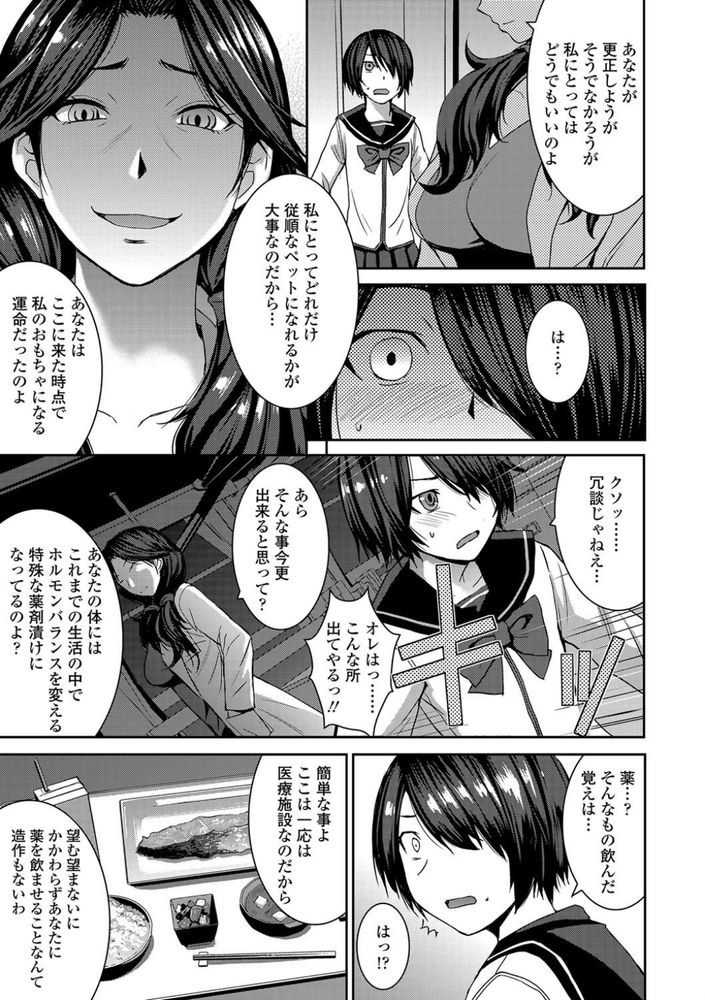 あなたが
更正しようが
そうでなかろうが
私にとっては
どうでもいいのよ
私にとってどれだけ
従順なペットになれるかが
大事なのだから…
あなたは
ここに来た時点で
私のおもちゃになる
運命だったのよ
は…?
クソッ……
冗談じゃねえ…
オレはっ……
こんな所
出てやるっ!!
キッ
あら
そんな事今更
出来ると思って?
あなたの体には
これまでの生活の中で
ホルモンバランスを変える
特殊な薬剤漬けに
なってるのよ?
薬…?
そんなもの飲んだ
覚えは…
はっ!?
簡単な事よ
ここは一応は
医療施設なのだから
望む望まないに
かかわらずあなたに
薬を飲ませることなんて
造作もないわ